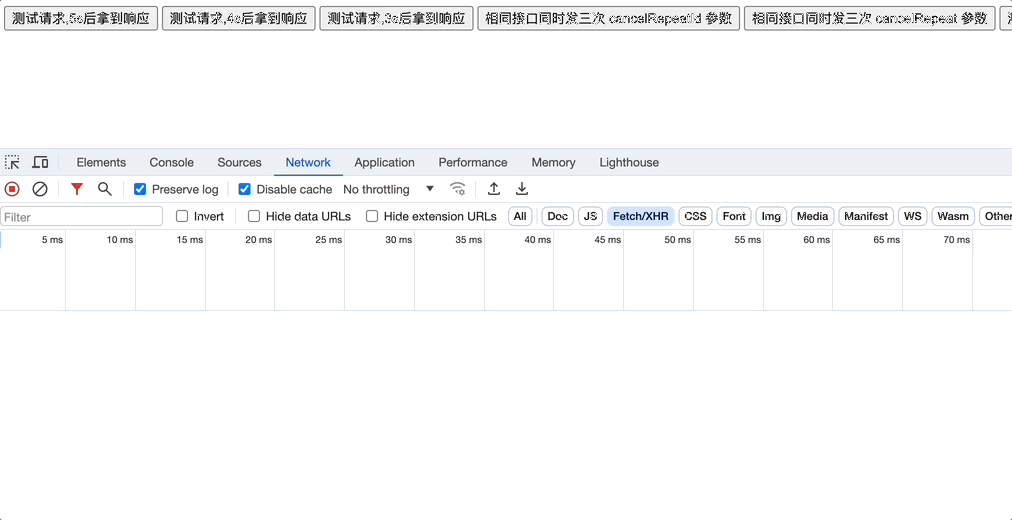 测试请求,5s后拿到响应 测试请求,4s后拿到响应 测试请求,3s后拿到响应 相同接口同时发三次 cancelRepeatId 参数 相同接口同时发三次 cancelRepeat 参数
Elements Console Sources Network Application Performance Memory Lighthouse
Preserve log Disable cache No throttling
Filter Invert Hide data URLs Hide extension URLs All Doc JS Fetch/XHR CSS Font Img Media Manifest WS Wasm Other
5 ms 10 ms 15 ms 20 ms 25 ms 30 ms 35 ms 40 ms 45 ms 50 ms 55 ms 60 ms 65 ms 70 ms